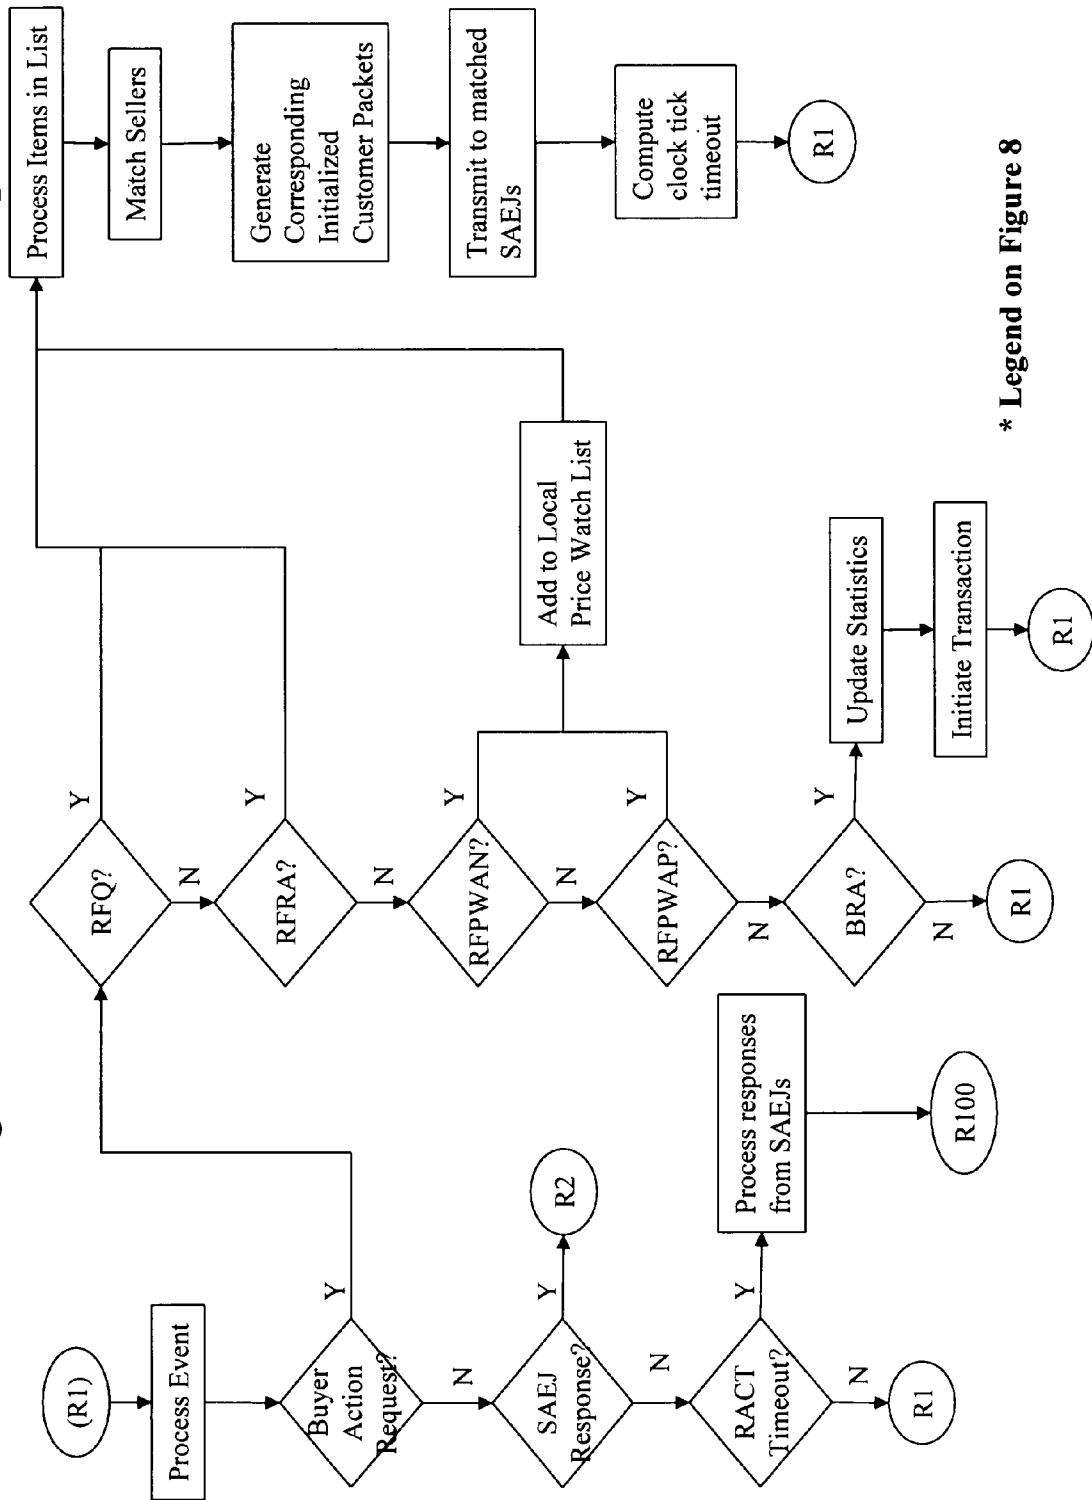 (R1)
Process Event
Buyer
Action
Request?
Y
N
SAEJ
Response?
Y
R2
N
RACT
Timeout?
Y
Process responses
from SAEJs
R100
N
R1
RFQ?
Y
N
RFRA?
Y
N
RFPWAN?
Y
N
RFPWAP?
Y
N
BRA?
Y
N
R1
Add to Local
Price Watch List
Update Statistics
Initiate Transaction
R1
Process Items in List
Match Sellers
Generate
Corresponding
Initialized
Customer Packets
Transmit to matched
SAEJs
Compute
clock tick
timeout
R1
* Legend on Figure 8